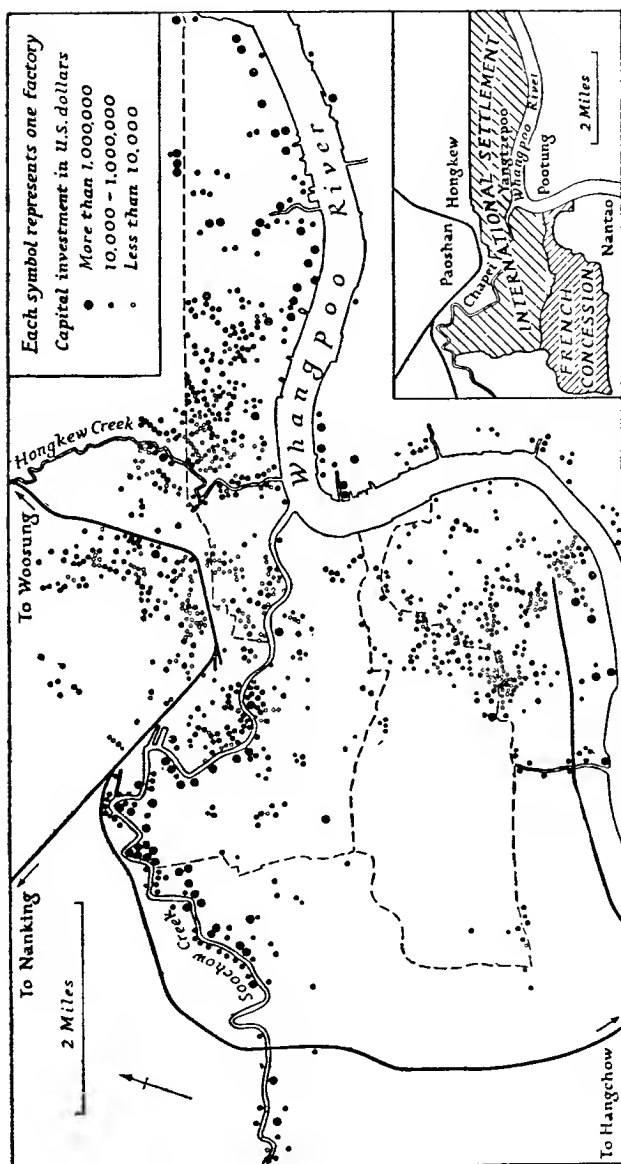 Each symbol represents one factory
Capital investment in U.S. dollars
● More than 1,000,000
• 10,000 – 1,000,000
◦ Less than 10,000
To Nanking
To Woosung
Hongkew Creek
2 Miles
Soochow Creek
Whangpoo River
To Hangchow
Paoshan
Hongkew
Chapei
INTERNATIONAL SETTLEMENT
Yangtzepoo
Whangpoo River
Pootung
FRENCH CONCESSION
Nantao
2 Miles